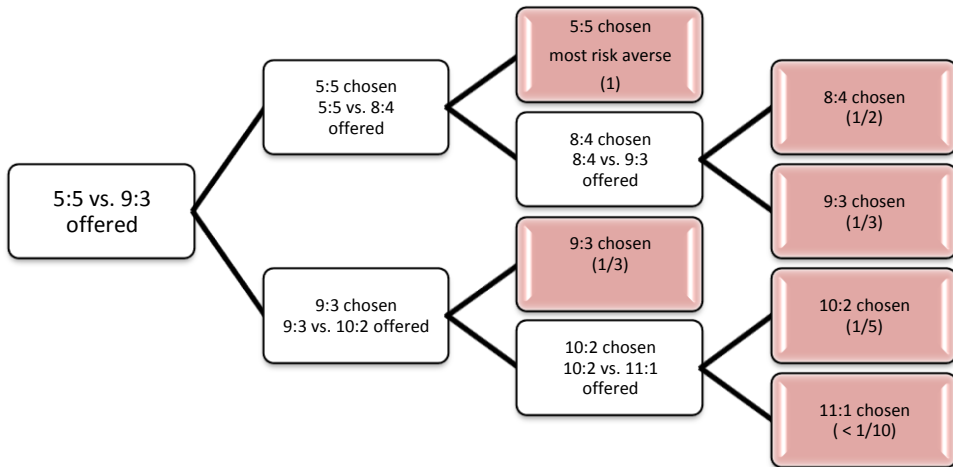 5:5 vs. 9:3
offered
5:5 chosen
5:5 vs. 8:4
offered
9:3 chosen
9:3 vs. 10:2 offered
5:5 chosen
most risk averse
(1)
8:4 chosen
8:4 vs. 9:3
offered
9:3 chosen
(1/3)
10:2 chosen
10:2 vs. 11:1
offered
8:4 chosen
(1/2)
9:3 chosen
(1/3)
10:2 chosen
(1/5)
11:1 chosen
( < 1/10)